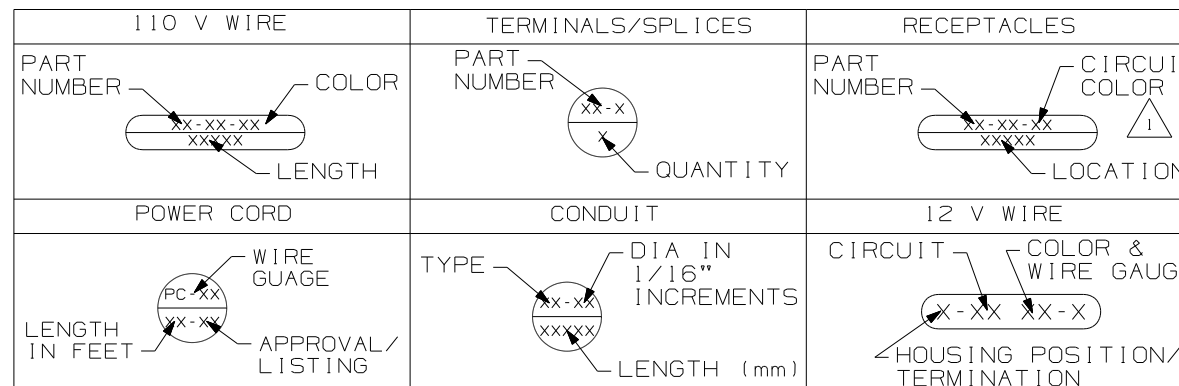 110 V WIRE
TERMINALS/SPLICES
RECEPTACLES
PART
NUMBER
COLOR
XX-XX-XX
XXXXX
LENGTH
PART
NUMBER
XX-X
X
QUANTITY
PART
NUMBER
CIRCUI
COLOR
1
XX-XX-XX
XXXXX
LOCATION
POWER CORD
CONDUIT
12 V WIRE
WIRE
GUAGE
PC-XX
XX-XX
LENGTH
IN FEET
APPROVAL/
LISTING
TYPE
DIA IN
1/16"
INCREMENTS
XX-XX
XXXXX
LENGTH (mm)
CIRCUIT
COLOR &
WIRE GAUG
X-XX XX-X
HOUSING POSITION/
TERMINATION